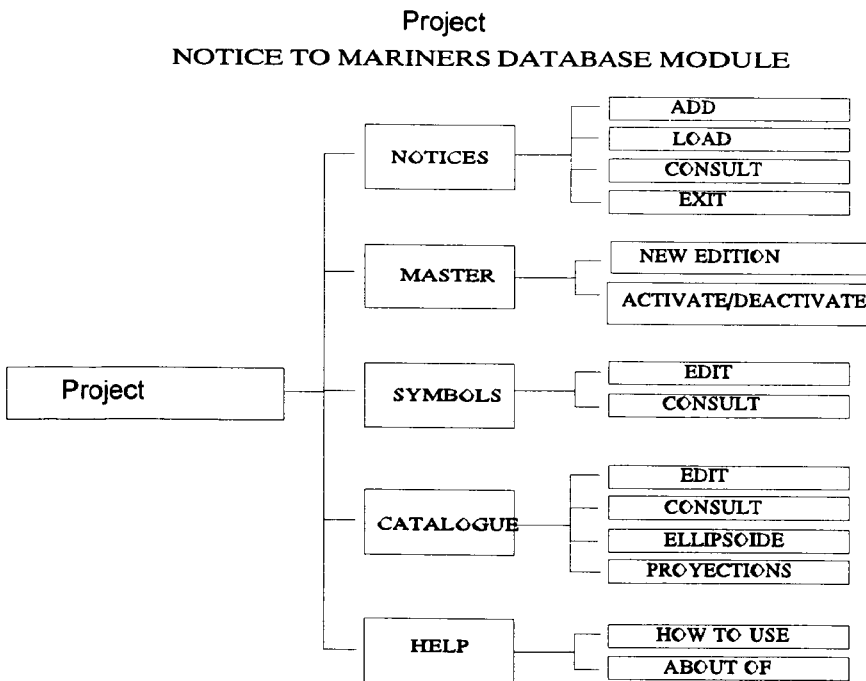 Project
NOTICE TO MARINERS DATABASE MODULE
Project
NOTICES
ADD
LOAD
CONSULT
EXIT
MASTER
NEW EDITION
ACTIVATE/DEACTIVATE
SYMBOLS
EDIT
CONSULT
CATALOGUE
EDIT
CONSULT
ELLIPSOIDE
PROYECTIONS
HELP
HOW TO USE
ABOUT OF